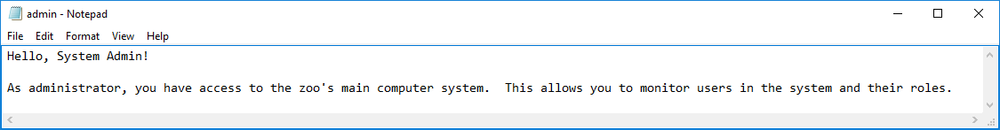 admin - Notepad
File Edit Format View Help
Hello, System Admin!
As administrator, you have access to the zoo's main computer system.  This allows you to monitor users in the system and their roles.